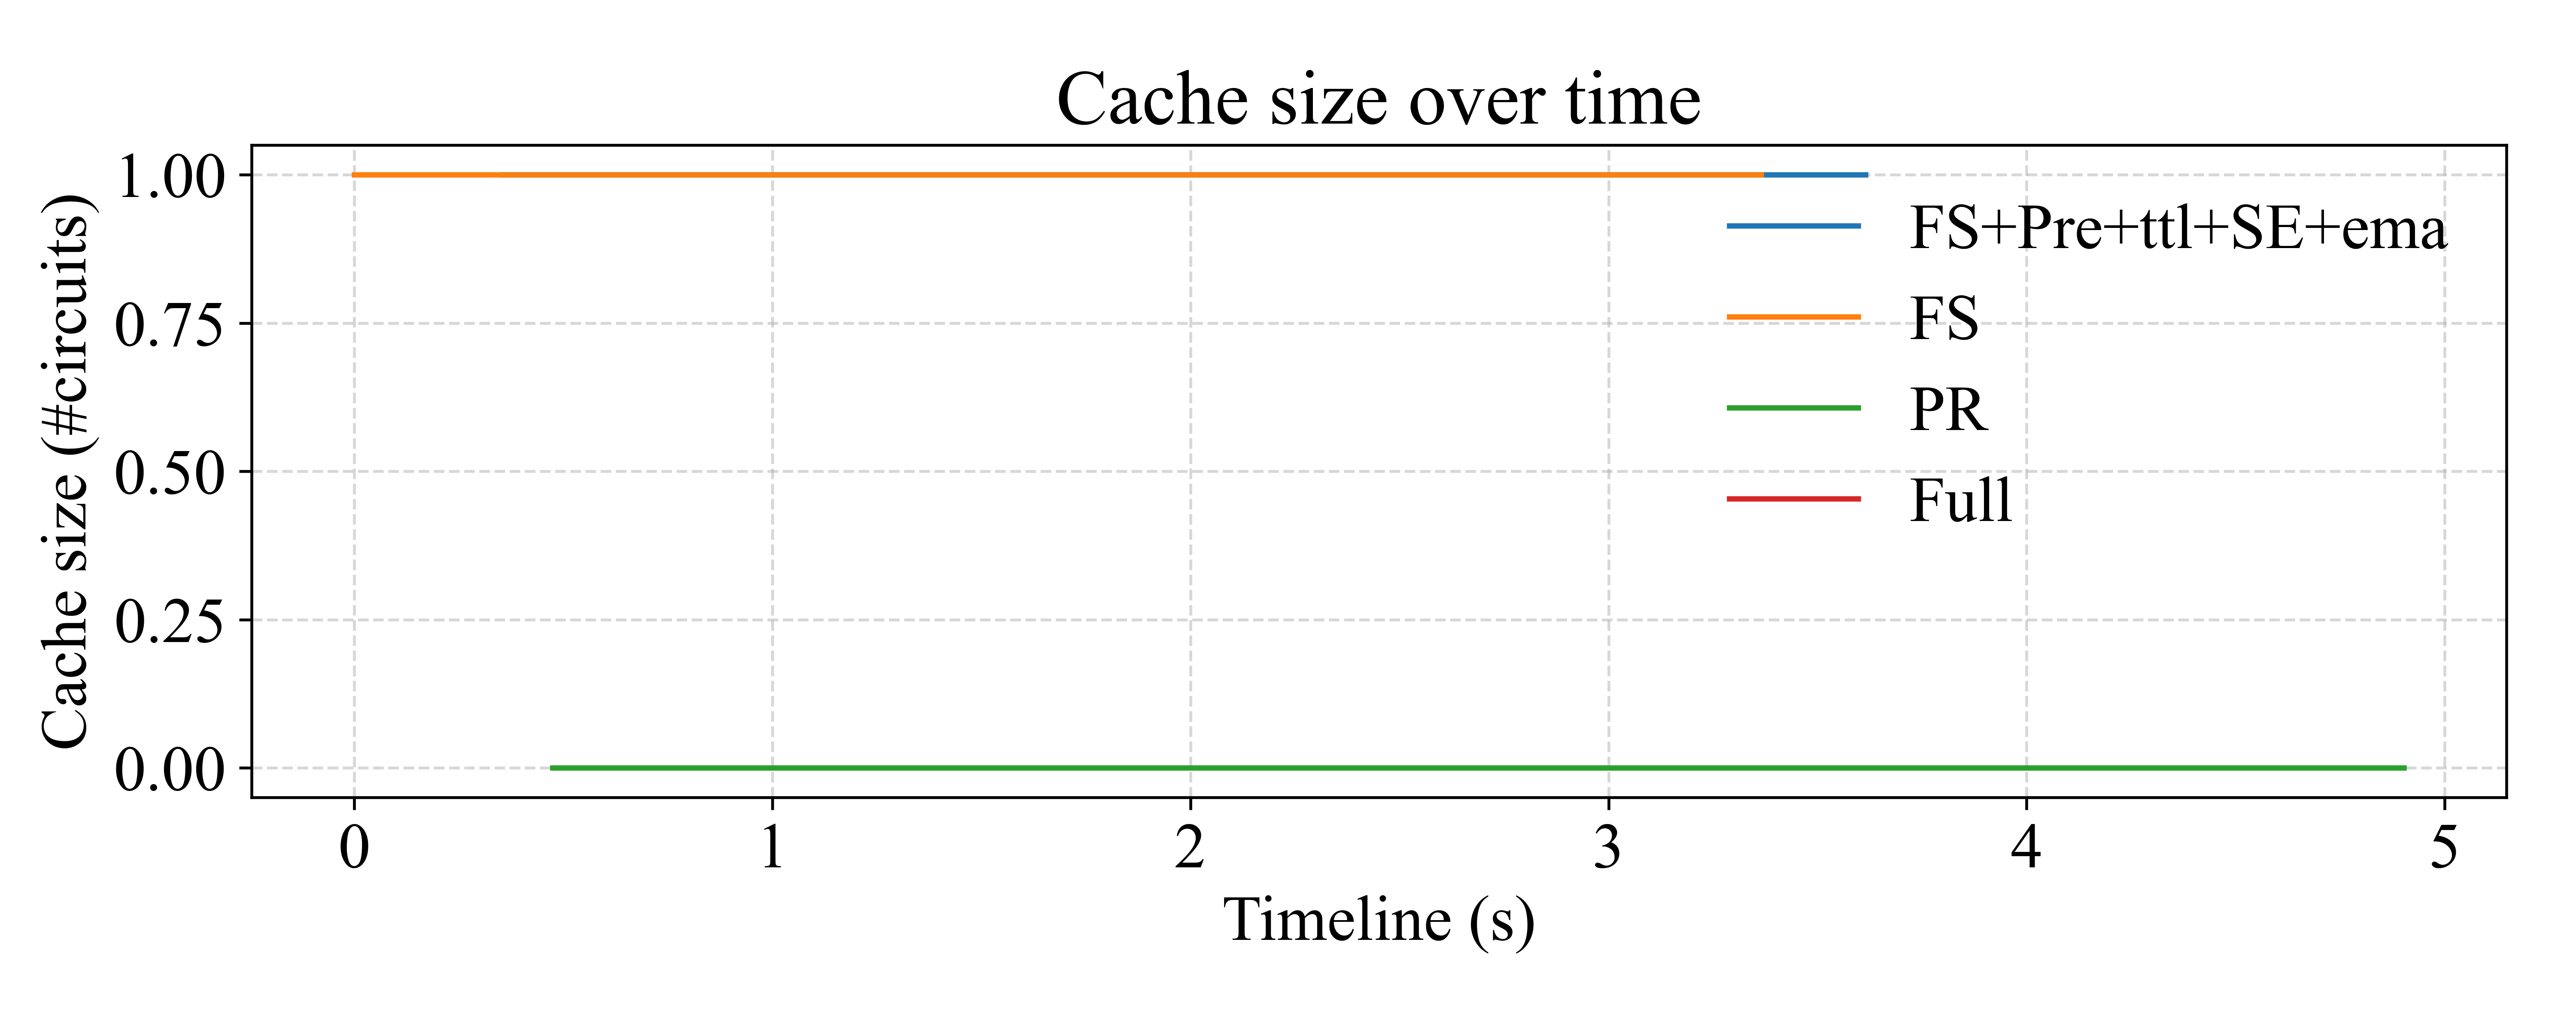 Cache size over time
Cache size (#circuits)
1.00
0.75
0.50
0.25
0.00
FS+Pre+ttl+SE+ema
FS
PR
Full
0 1 2 3 4 5
Timeline (s)